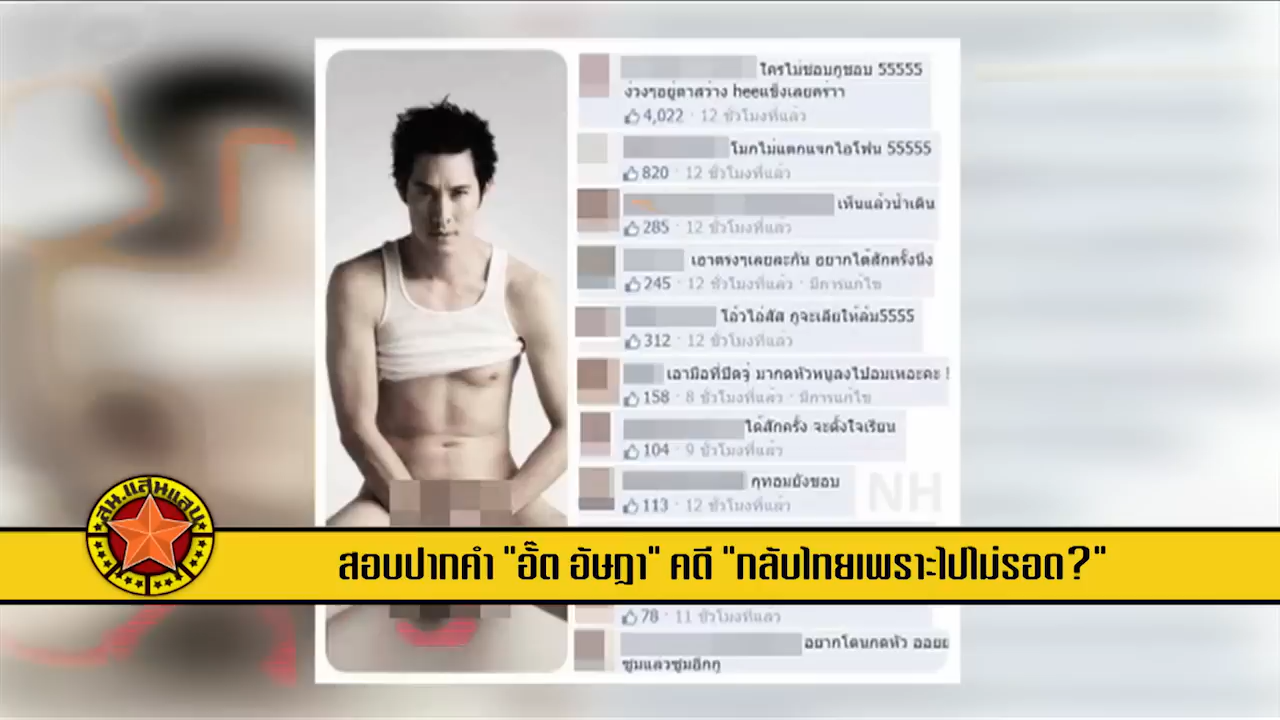 ใครไม่ชอบกูชอบ 55555
ง่วงๆอยู่ตาสว่าง heeแข็งเลยคร่าา
4,022 · 12 ชั่วโมงที่แล้ว
โมกไม่แตกแจกไอโฟน 55555
820 · 12 ชั่วโมงที่แล้ว
เห็นแล้วน้ำเดิน
285 · 12 ชั่วโมงที่แล้ว
เอาตรงๆเลยละกัน อยากได้สักครั้งนึง
245 · 12 ชั่วโมงที่แล้ว · มีการแก้ไข
โอ้วไอ่สัส กูจะเลียให้ล้ม5555
312 · 12 ชั่วโมงที่แล้ว
เอามือที่ปิดจู๋ มากดหัวหนูลงไปอมเหอะคะ !
158 · 8 ชั่วโมงที่แล้ว · มีการแก้ไข
ได้สักครั้ง จะตั้งใจเรียน
104 · 9 ชั่วโมงที่แล้ว
กุทอมยังชอบ
113 · 12 ชั่วโมงที่แล้ว
NH
สน.แสนแสบ
สอบปากคำ "อั๊ต อัษฎา" คดี "กลับไทยเพราะไปไม่รอด?"
78 · 11 ชั่วโมงที่แล้ว
อยากโดนกดหัว ออยย
ซูมแล้วซูมอีกกู